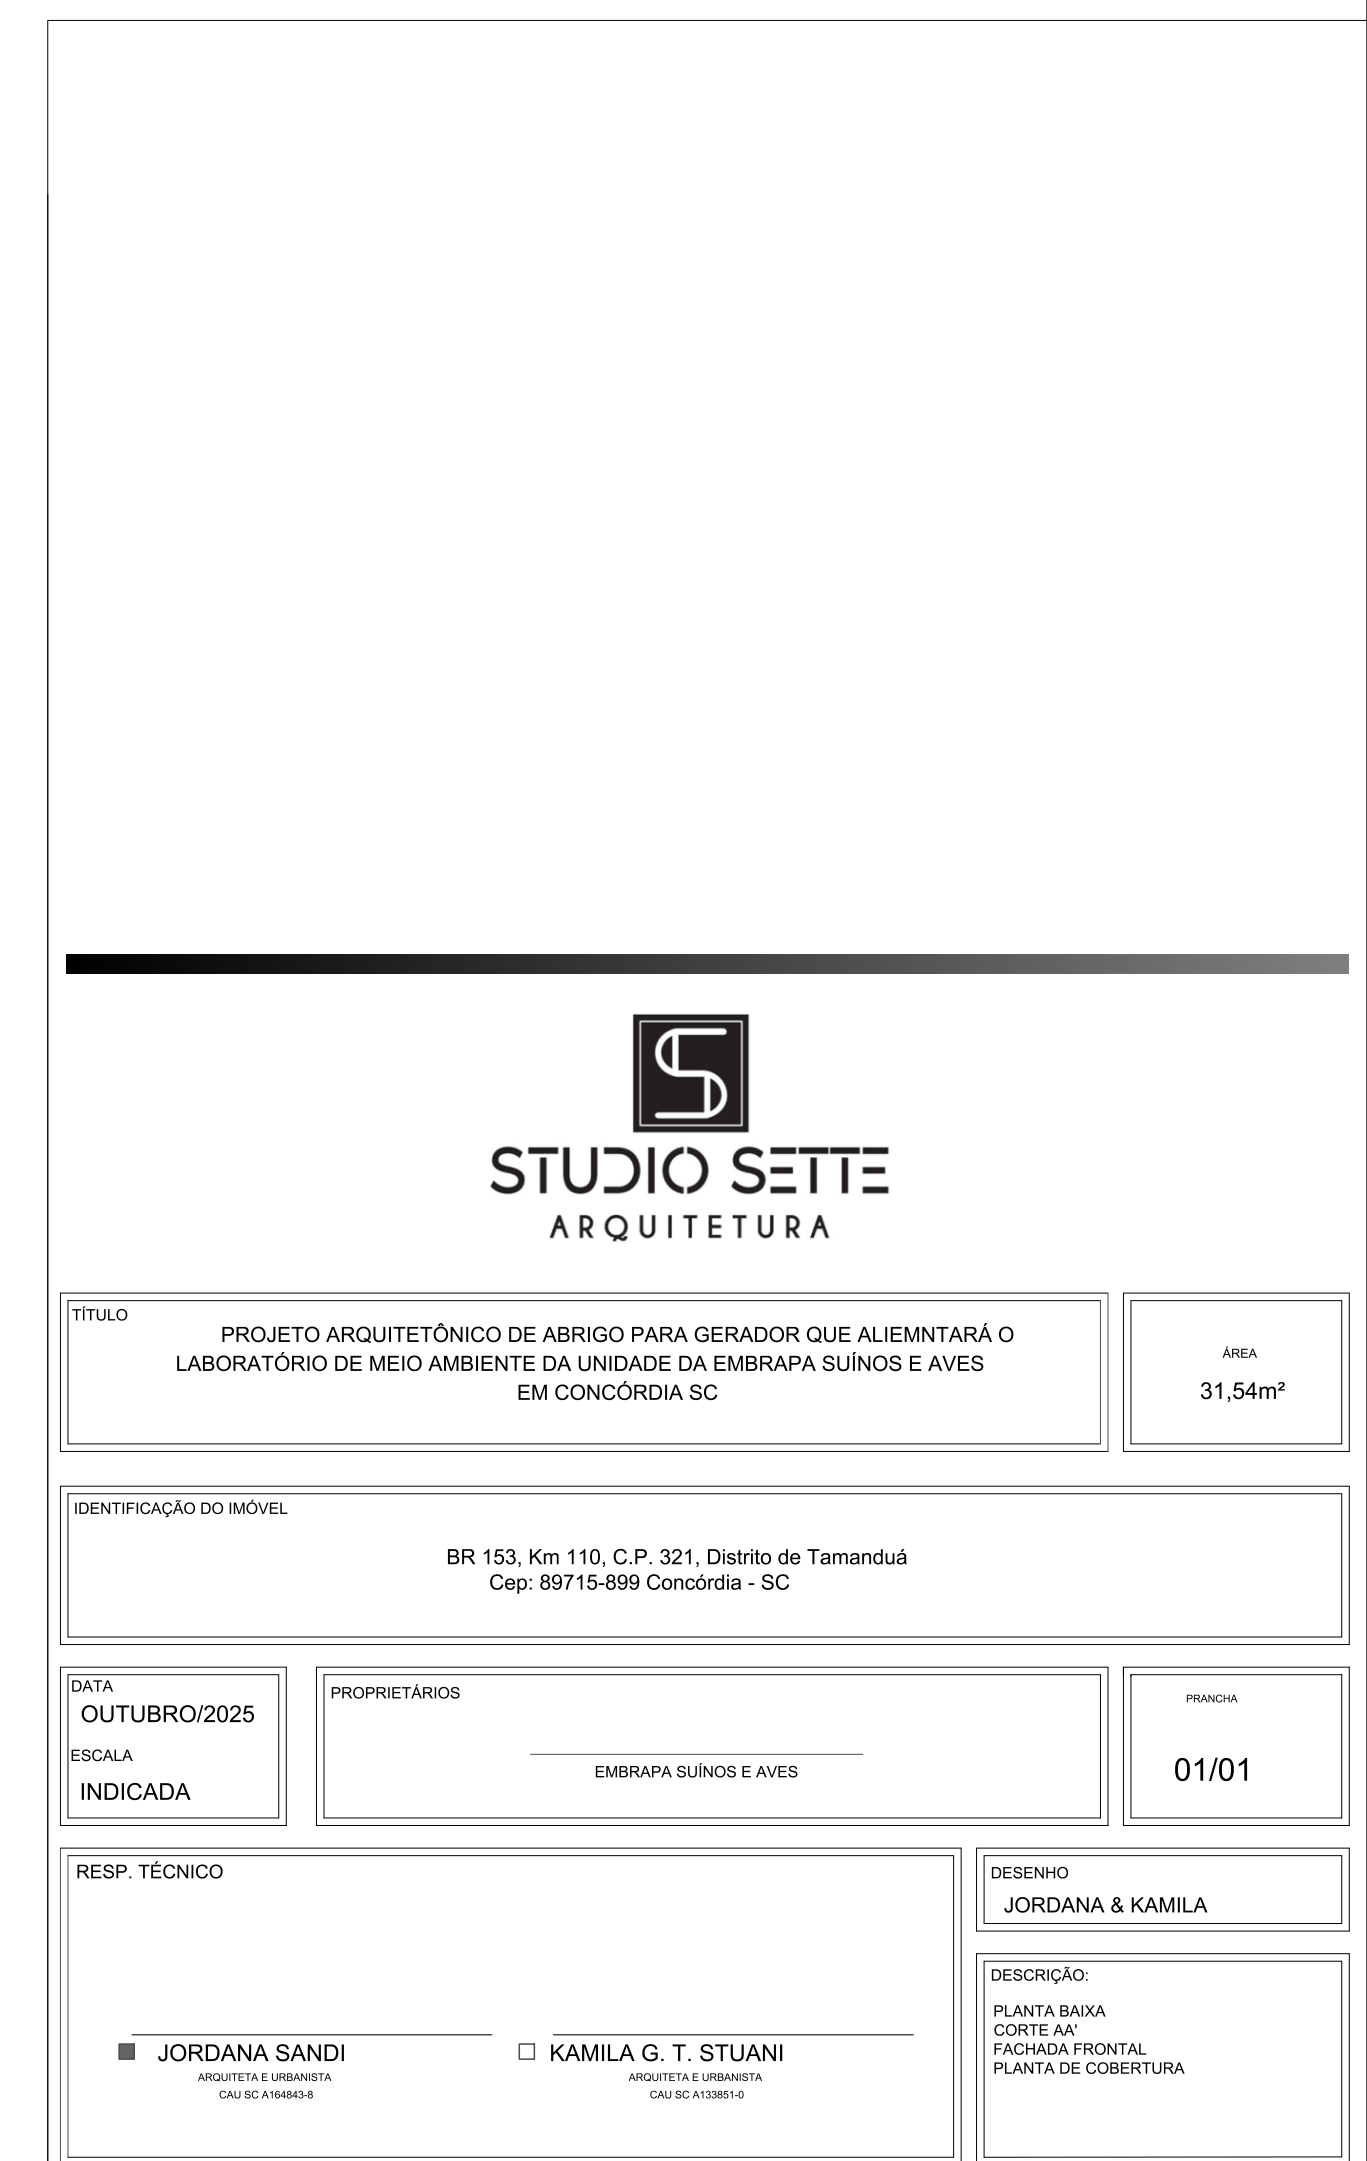 STUDIO SETTE
ARQUITETURA
TÍTULO
PROJETO ARQUITETÔNICO DE ABRIGO PARA GERADOR QUE ALIEMNTARÁ O
LABORATÓRIO DE MEIO AMBIENTE DA UNIDADE DA EMBRAPA SUÍNOS E AVES
EM CONCÓRDIA SC
ÁREA
31,54m²
IDENTIFICAÇÃO DO IMÓVEL
BR 153, Km 110, C.P. 321, Distrito de Tamanduá
Cep: 89715-899 Concórdia - SC
DATA
OUTUBRO/2025
ESCALA
INDICADA
PROPRIETÁRIOS
EMBRAPA SUÍNOS E AVES
PRANCHA
01/01
RESP. TÉCNICO
JORDANA SANDI
ARQUITETA E URBANISTA
CAU SC A164843-8
KAMILA G. T. STUANI
ARQUITETA E URBANISTA
CAU SC A133851-0
DESENHO
JORDANA & KAMILA
DESCRIÇÃO:
PLANTA BAIXA
CORTE AA'
FACHADA FRONTAL
PLANTA DE COBERTURA